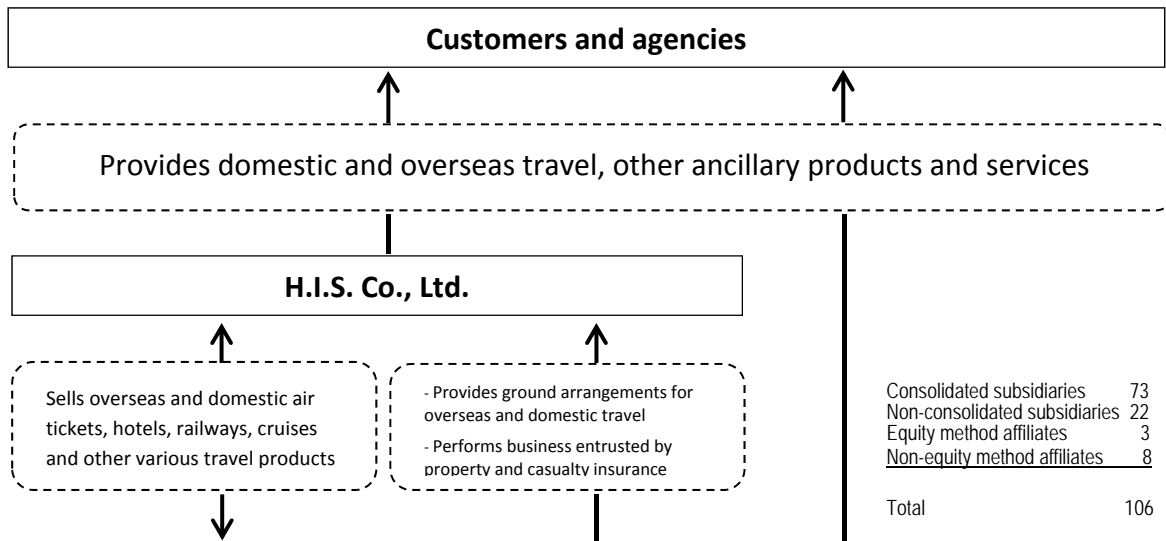 Customers and agencies
Provides domestic and overseas travel, other ancillary products and services
H.I.S. Co., Ltd.
Sells overseas and domestic air
tickets, hotels, railways, cruises
and other various travel products
- Provides ground arrangements for
overseas and domestic travel
- Performs business entrusted by
property and casualty insurance
Consolidated subsidiaries 73
Non-consolidated subsidiaries 22
Equity method affiliates 3
Non-equity method affiliates 8
Total 106